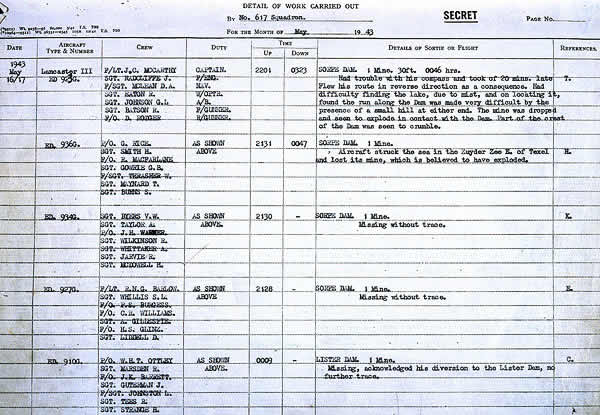 DETAIL OF WORK CARRIED OUT
By No. 617 Squadron.
SECRET
PAGE No.
FOR THE MONTH OF May 1943
DATE
AIRCRAFT TYPE & NUMBER
CREW
DUTY
TIME
UP
DOWN
DETAILS OF SORTIE OR FLIGHT
REFERENCES.
1943
May
16/17
Lancaster III
ED 923G.
F/LT. J.C. McCARTHY
CAPTAIN.
2201
0323
SORPE DAM. 1 Mine. 30ft. 0046 hrs.
SGT. RADCLIFFE J.
F/ENG.
Had trouble with his compass and took of 20 mins. late
T.
F/SGT. McLEAN D.A.
NAV.
Flew his route in reverse direction as a consequence. Had
SGT. EATON R.
W/OPTR.
difficulty finding the lake, due to mist, and on locating it,
SGT. JOHNSON G.L.
A/B.
found the run along the Dam was made very difficult by the
SGT. BATSON R.
F/GUNNER.
presence of a small hill at either end. The mine was dropped
F/O. D. RODGER
R/GUNNER.
and seen to explode in contact with the Dam. Part of the crest
of the Dam was seen to crumble.
ED. 936G.
P/O. G. RICE.
AS SHOWN
2131
0047
SORPE DAM. 1 Mine.
SGT. SMITH H.
ABOVE
Aircraft struck the sea in the Zuyder Zee E. of Texel
H.
F/O. R. MACFARLANE
and lost its mine, which is believed to have exploded.
SGT. GOWRIE C.B.
F/SGT. THRASHER W.
SGT. MAYNARD T.
SGT. BURNS S.
ED. 934G.
SGT. BYERS V.W.
AS SHOWN
2130
-
SORPE DAM. 1 Mine.
K.
SGT. TAYLOR A.
ABOVE.
Missing without trace.
P/O. J.H. WARNER.
SGT. WILKINSON R.
SGT. WHITTAKER A.
SGT. JARVIE R.
SGT. McDOWELL H.
ED. 927G.
F/LT. R.N.G. BARLOW.
AS SHOWN
2128
-
SORPE DAM. 1 Mine.
E.
SGT. WHILLIS S.L.
ABOVE
Missing without trace.
F/O. P.E. BURGESS.
F/O. C.R. WILLIAMS.
SGT. A. GILLESPIE.
F/O. H.S. GLINZ.
SGT. LIDDELL D.
ED. 910G.
P/O. W.H.T. OTTLEY
AS SHOWN
0009
-
LISTER DAM. 1 Mine.
C.
SGT. MARSDEN R.
ABOVE.
Missing, acknowledged his diversion to the Lister Dam, no
F/O. J.K. BARRETT.
further trace.
SGT. GUTERMAN J.
F/SGT. JOHNSTON L.
SGT. TEES R.
SGT. STRANGE H.